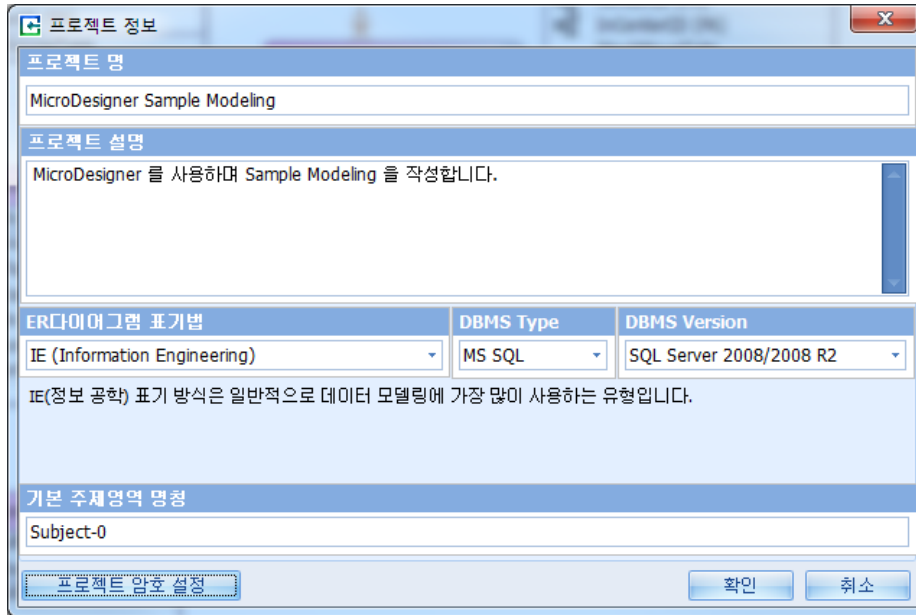 프로젝트 정보
프로젝트 명
MicroDesigner Sample Modeling
프로젝트 설명
MicroDesigner 를 사용하며 Sample Modeling 을 작성합니다.
ER다이어그램 표기법 DBMS Type DBMS Version
IE (Information Engineering) MS SQL SQL Server 2008/2008 R2
IE(정보 공학) 표기 방식은 일반적으로 데이터 모델링에 가장 많이 사용하는 유형입니다.
기본 주제영역 명칭
Subject-0
프로젝트 암호 설정 확인 취소